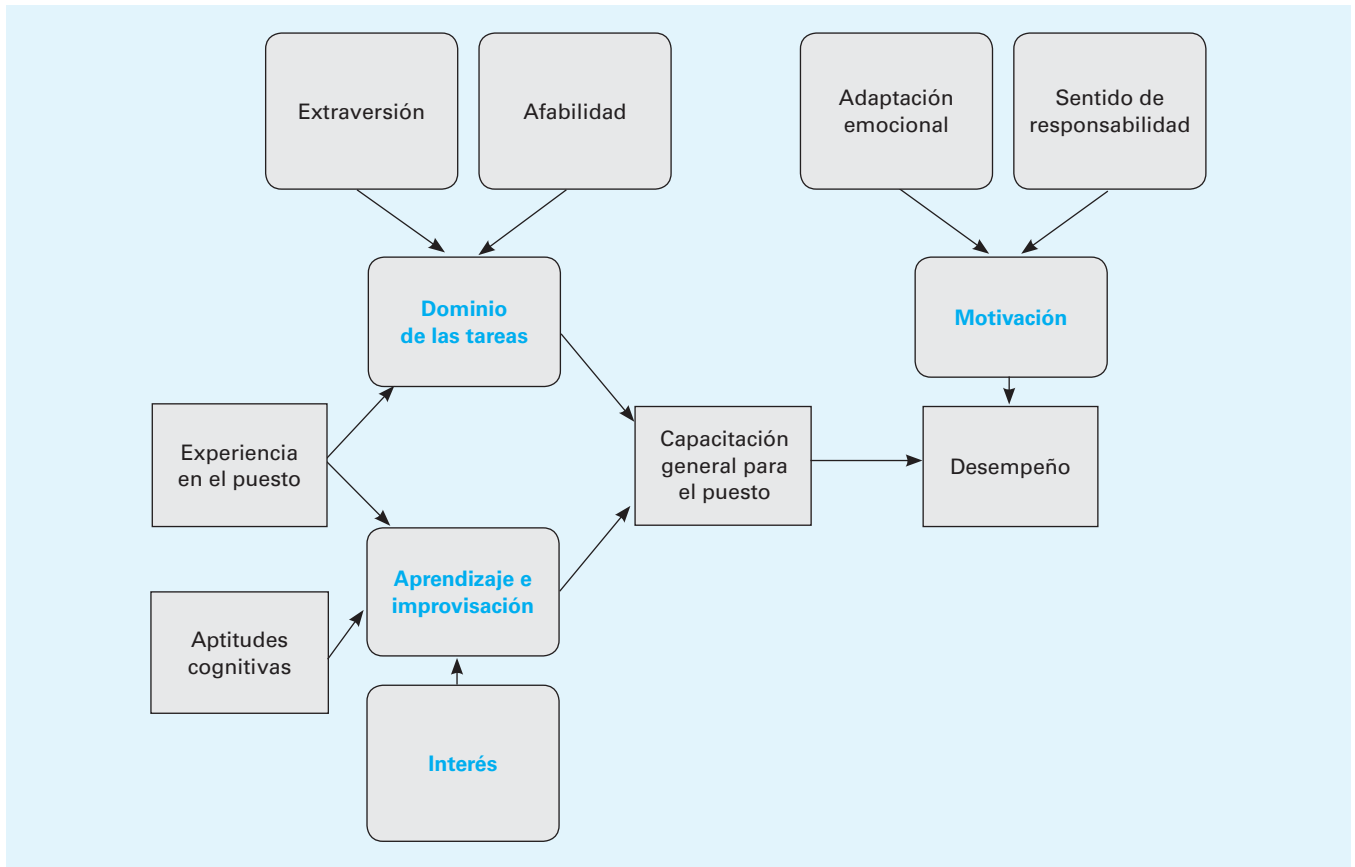 Extraversión
Afabilidad
Adaptación
emocional
Sentido de
responsabilidad
Dominio
de las tareas
Motivación
Experiencia
en el puesto
Capacitación
general para
el puesto
Desempeño
Aprendizaje e
improvisación
Aptitudes
cognitivas
Interés